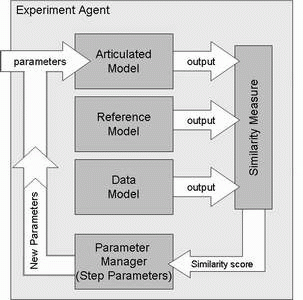 Experiment Agent
parameters
Articulated
Model
output
Reference
Model
output
Data
Model
output
Similarity Measure
New Parameters
Parameter
Manager
(Step Parameters)
Similarity score